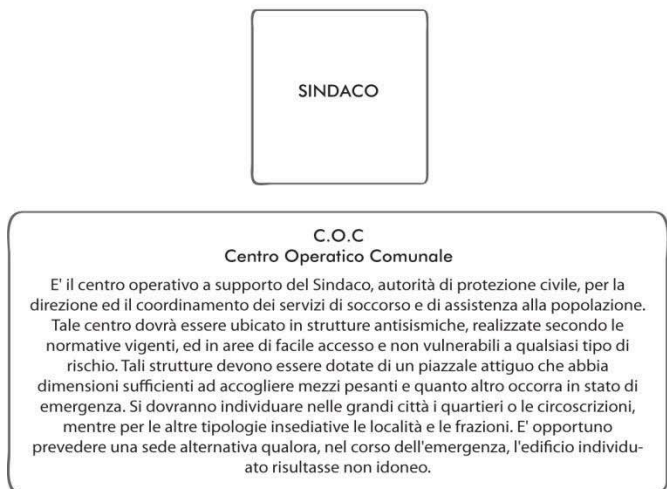 SINDACO
C.O.C
Centro Operatico Comunale
E' il centro operativo a supporto del Sindaco, autorità di protezione civile, per la
direzione ed il coordinamento dei servizi di soccorso e di assistenza alla popolazione.
Tale centro dovrà essere ubicato in strutture antisismiche, realizzate secondo le
normative vigenti, ed in aree di facile accesso e non vulnerabili a qualsiasi tipo di
rischio. Tali strutture devono essere dotate di un piazzale attiguo che abbia
dimensioni sufficienti ad accogliere mezzi pesanti e quanto altro occorra in stato di
emergenza. Si dovranno individuare nelle grandi città i quartieri o le circoscrizioni,
mentre per le altre tipologie insediative le località e le frazioni. E' opportuno
prevedere una sede alternativa qualora, nel corso dell'emergenza, l'edificio individu-
ato risultasse non idoneo.